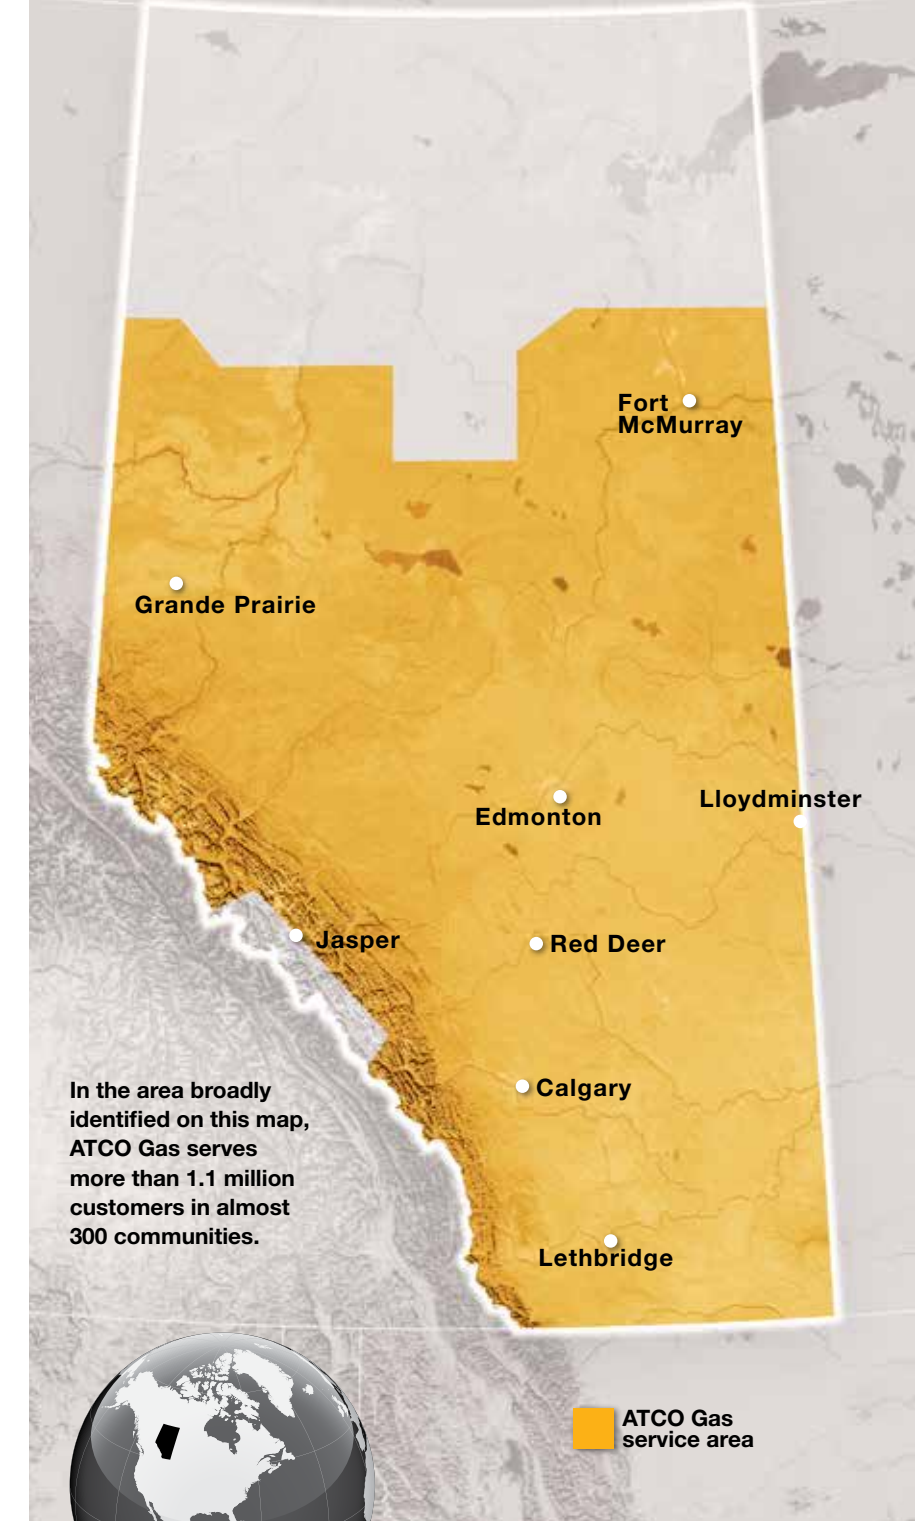 Fort
McMurray
Grande Prairie
Lloydminster
Edmonton
Jasper
Red Deer
Calgary
In the area broadly
identified on this map,
ATCO Gas serves
more than 1.1 million
customers in almost
300 communities.
Lethbridge
ATCO Gas
service area